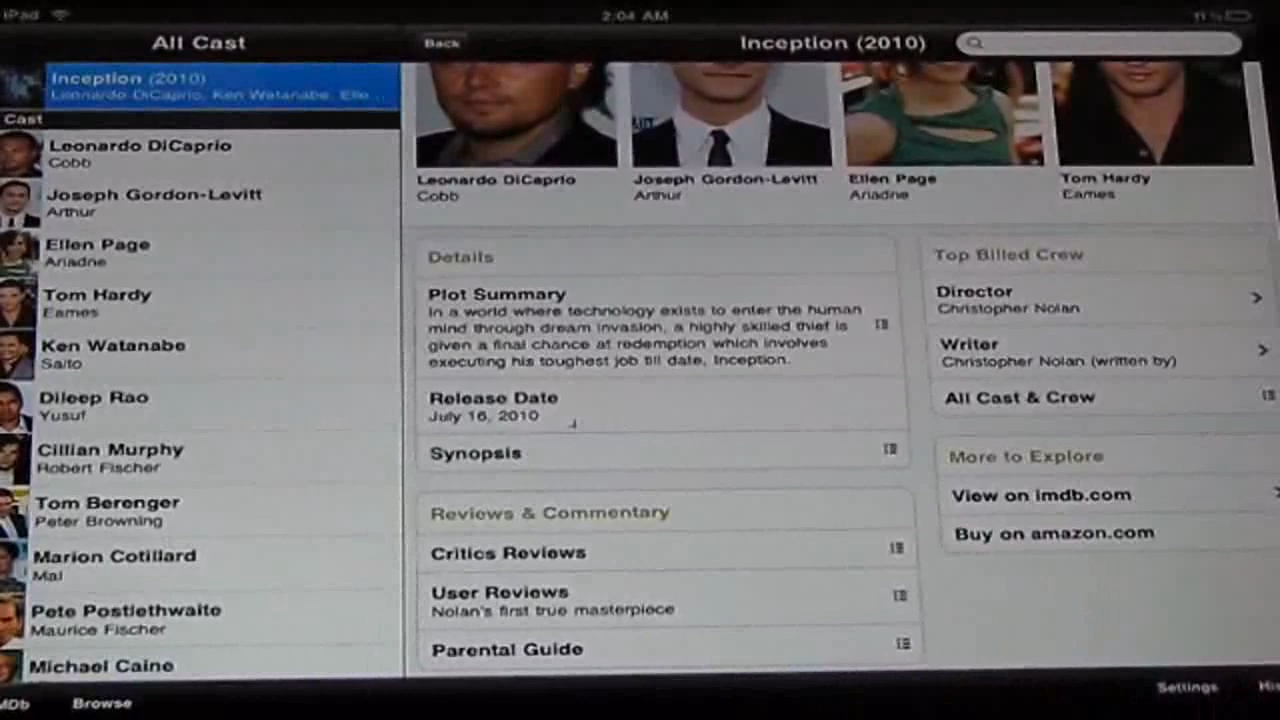 iPad
2:04 AM
All Cast
Back
Inception (2010)
Inception (2010)
Leonardo DiCaprio, Ken Watanabe, Elle...
Cast
Leonardo DiCaprio
Cobb
Joseph Gordon-Levitt
Arthur
Ellen Page
Ariadne
Tom Hardy
Eames
Ken Watanabe
Saito
Dileep Rao
Yusuf
Cillian Murphy
Robert Fischer
Tom Berenger
Peter Browning
Marion Cotillard
Mal
Pete Postlethwaite
Maurice Fischer
Michael Caine
Leonardo DiCaprio
Cobb
Joseph Gordon-Levitt
Arthur
Ellen Page
Ariadne
Tom Hardy
Eames
Details
Plot Summary
In a world where technology exists to enter the human
mind through dream invasion, a highly skilled thief is
given a final chance at redemption which involves
executing his toughest job till date, Inception.
Release Date
July 16, 2010
Synopsis
Reviews & Commentary
Critics Reviews
User Reviews
Nolan's first true masterpiece
Parental Guide
Top Billed Crew
Director
Christopher Nolan
Writer
Christopher Nolan (written by)
All Cast & Crew
More to Explore
View on imdb.com
Buy on amazon.com
MDb
Browse
Settings
His